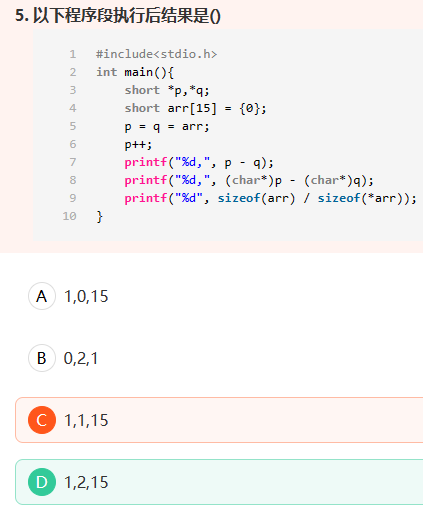 5. 以下程序段执行后结果是()
1 #include<stdio.h>
2 int main(){
3 short *p,*q;
4 short arr[15] = {0};
5 p = q = arr;
6 p++;
7 printf("%d,", p - q);
8 printf("%d,", (char*)p - (char*)q);
9 printf("%d", sizeof(arr) / sizeof(*arr));
10 }
A 1,0,15
B 0,2,1
C 1,1,15
D 1,2,15